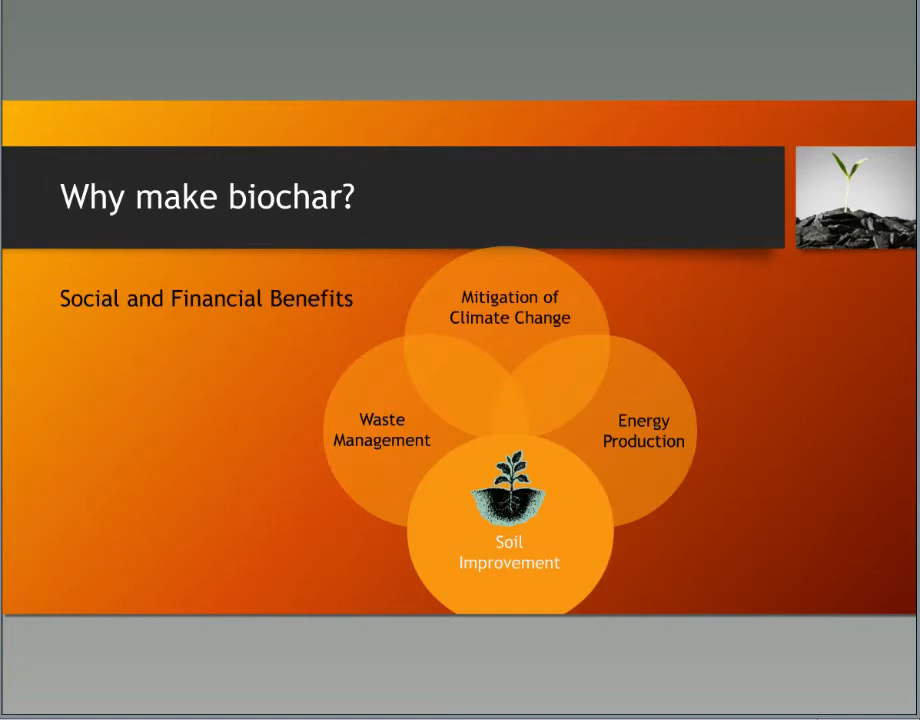 Why make biochar?
Social and Financial Benefits
Mitigation of
Climate Change
Waste
Management
Energy
Production
Soil
Improvement